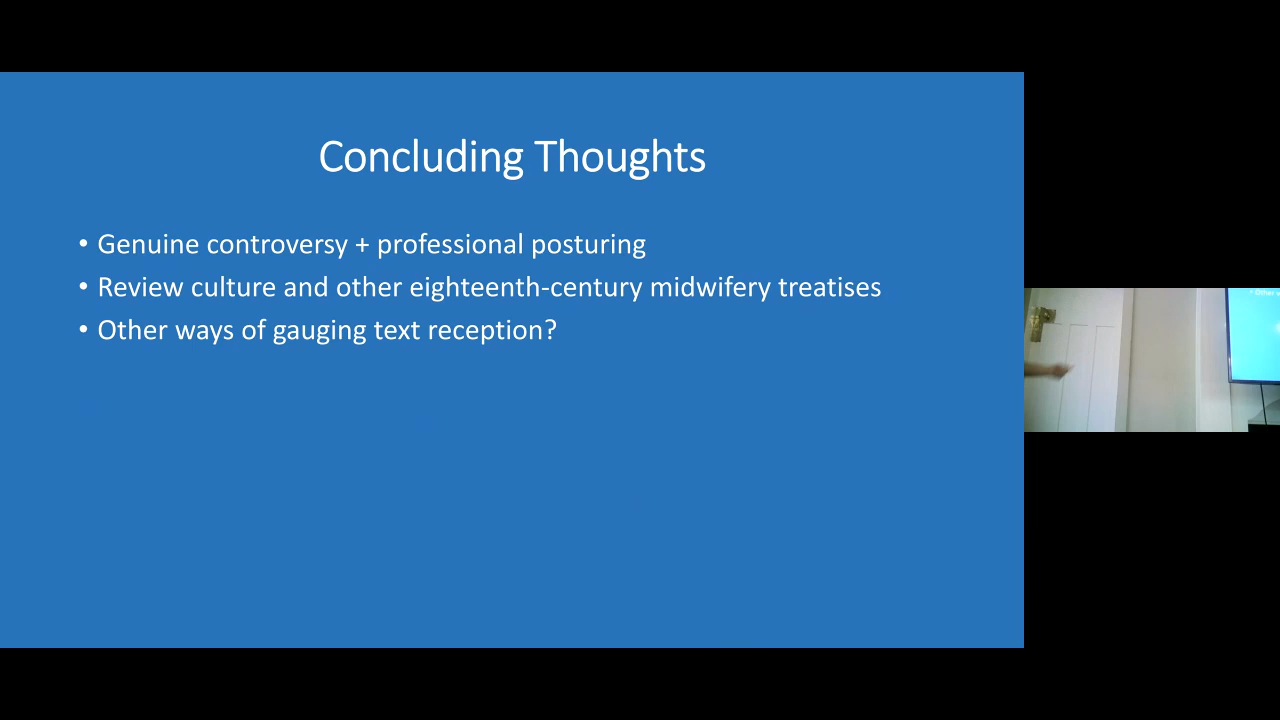 Concluding Thoughts
• Genuine controversy + professional posturing
• Review culture and other eighteenth-century midwifery treatises
• Other ways of gauging text reception?